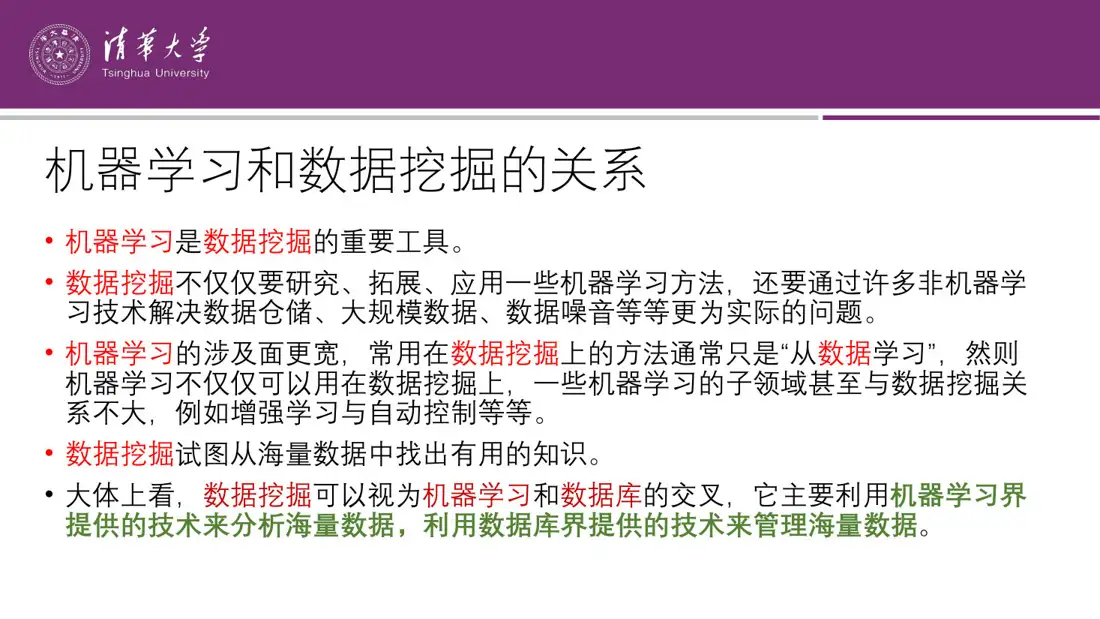 清华大学
Tsinghua University
机器学习和数据挖掘的关系
• 机器学习是数据挖掘的重要工具。
• 数据挖掘不仅仅要研究、拓展、应用一些机器学习方法，还要通过许多非机器学
习技术解决数据仓储、大规模数据、数据噪音等等更为实际的问题。
• 机器学习的涉及面更宽，常用在数据挖掘上的方法通常只是“从数据学习”，然则
机器学习不仅仅可以用在数据挖掘上，一些机器学习的子领域甚至与数据挖掘关
系不大，例如增强学习与自动控制等等。
• 数据挖掘试图从海量数据中找出有用的知识。
• 大体上看，数据挖掘可以视为机器学习和数据库的交叉，它主要利用机器学习界
提供的技术来分析海量数据，利用数据库界提供的技术来管理海量数据。